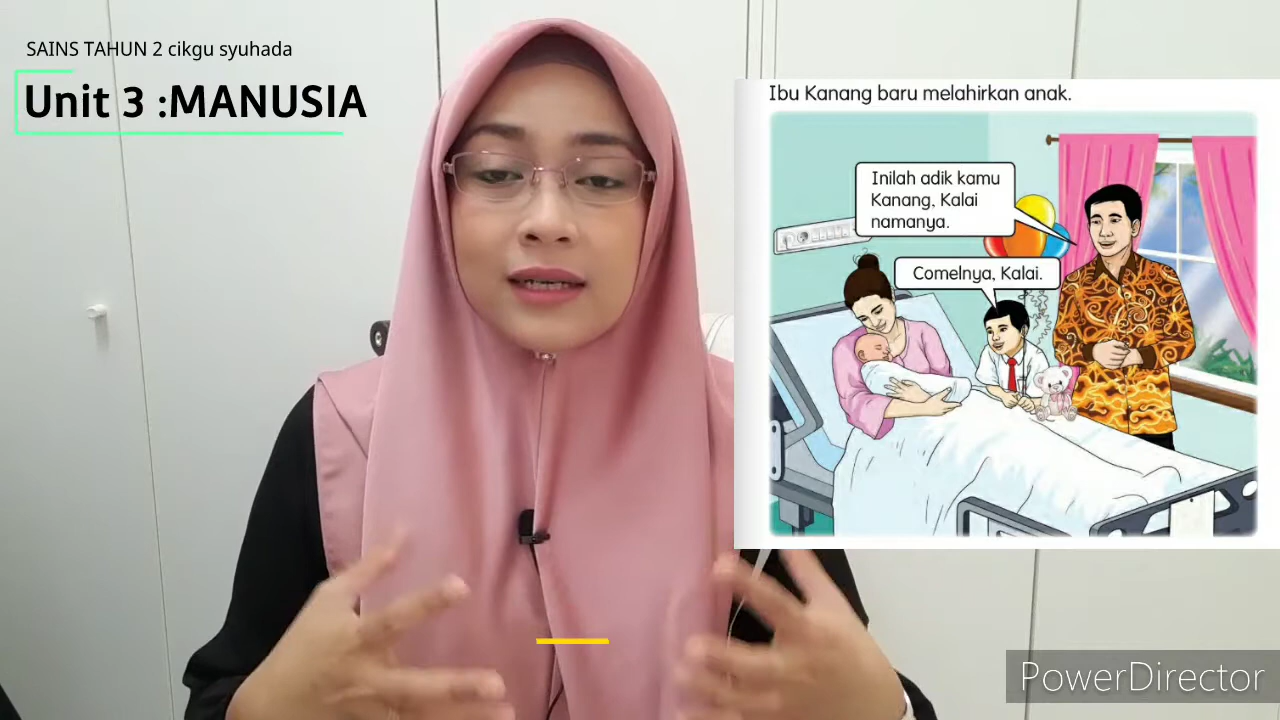 SAINS TAHUN 2 cikgu syuhada
Unit 3 :MANUSIA
Ibu Kanang baru melahirkan anak.
Inilah adik kamu
Kanang, Kalai
namanya.
Comelnya, Kalai.
PowerDirector